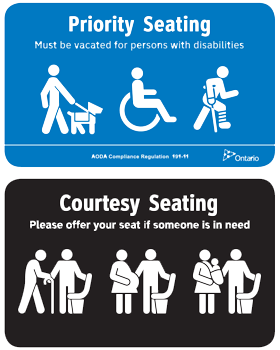 Priority Seating
Must be vacated for persons with disabilities
AODA Compliance Regulation 191-11
Ontario
Courtesy Seating
Please offer your seat if someone is in need